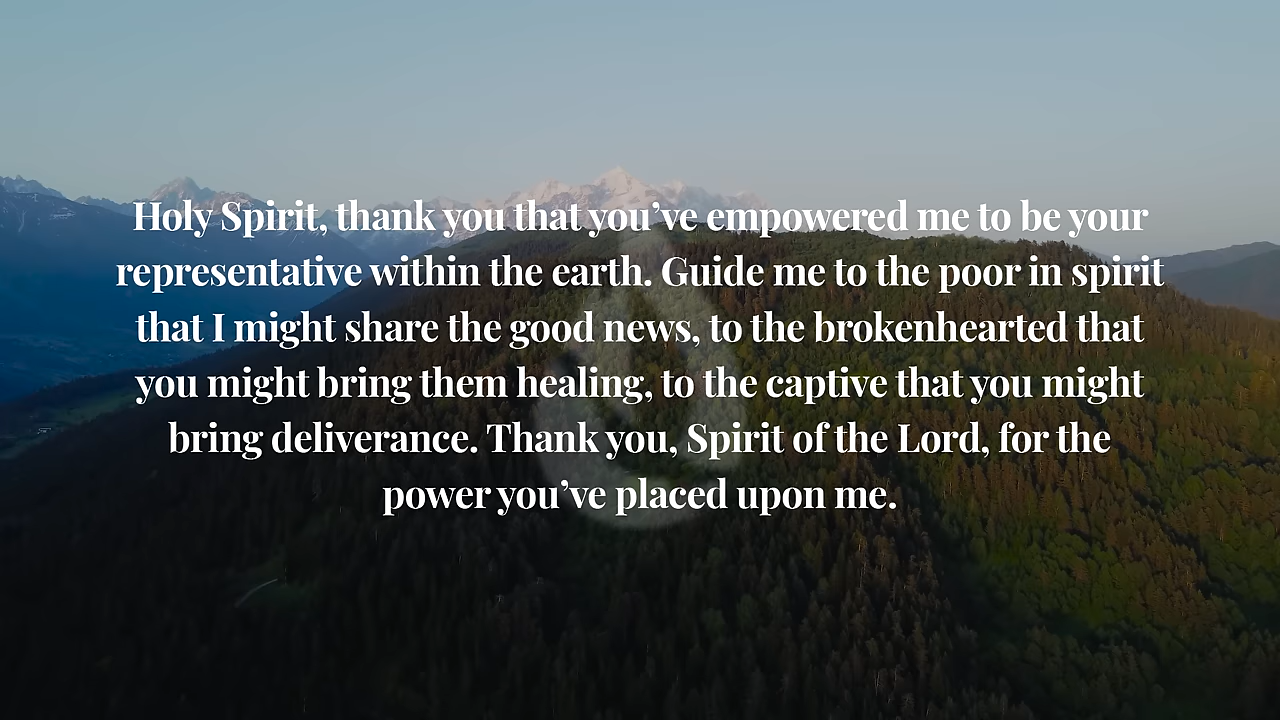 Holy Spirit, thank you that you’ve empowered me to be your
representative within the earth. Guide me to the poor in spirit
that I might share the good news, to the brokenhearted that
you might bring them healing, to the captive that you might
bring deliverance. Thank you, Spirit of the Lord, for the
power you’ve placed upon me.